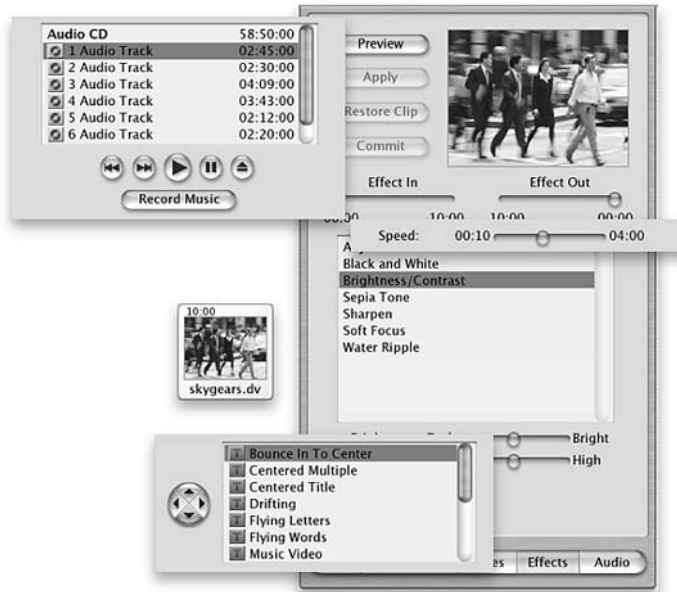 Audio CD 58:50:00
1 Audio Track 02:45:00
2 Audio Track 02:30:00
3 Audio Track 04:09:00
4 Audio Track 03:43:00
5 Audio Track 02:12:00
6 Audio Track 02:20:00
Record Music
Preview
Apply
Restore Clip
Commit
Effect In
Effect Out
00:00 10:00 10:00 00:00
Speed: 00:10 04:00
Black and White
Brightness/Contrast
Sepia Tone
Sharpen
Soft Focus
Water Ripple
Bright
High
10:00
skygears.dv
T Bounce In To Center
T Centered Multiple
T Centered Title
T Drifting
T Flying Letters
T Flying Words
T Music Video
Effects
Audio